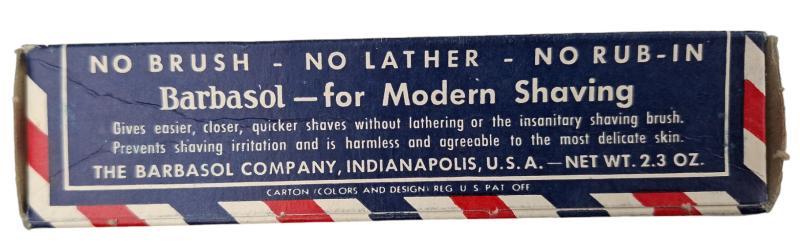 NO BRUSH - NO LATHER - NO RUB-IN
Barbasol — for Modern Shaving
Gives easier, closer, quicker shaves without lathering or the insanitary shaving brush.
Prevents shaving irritation and is harmless and agreeable to the most delicate skin.
THE BARBASOL COMPANY, INDIANAPOLIS, U.S.A. — NET WT. 2.3 OZ.
CARTON (COLORS AND DESIGN) REG U S PAT OFF